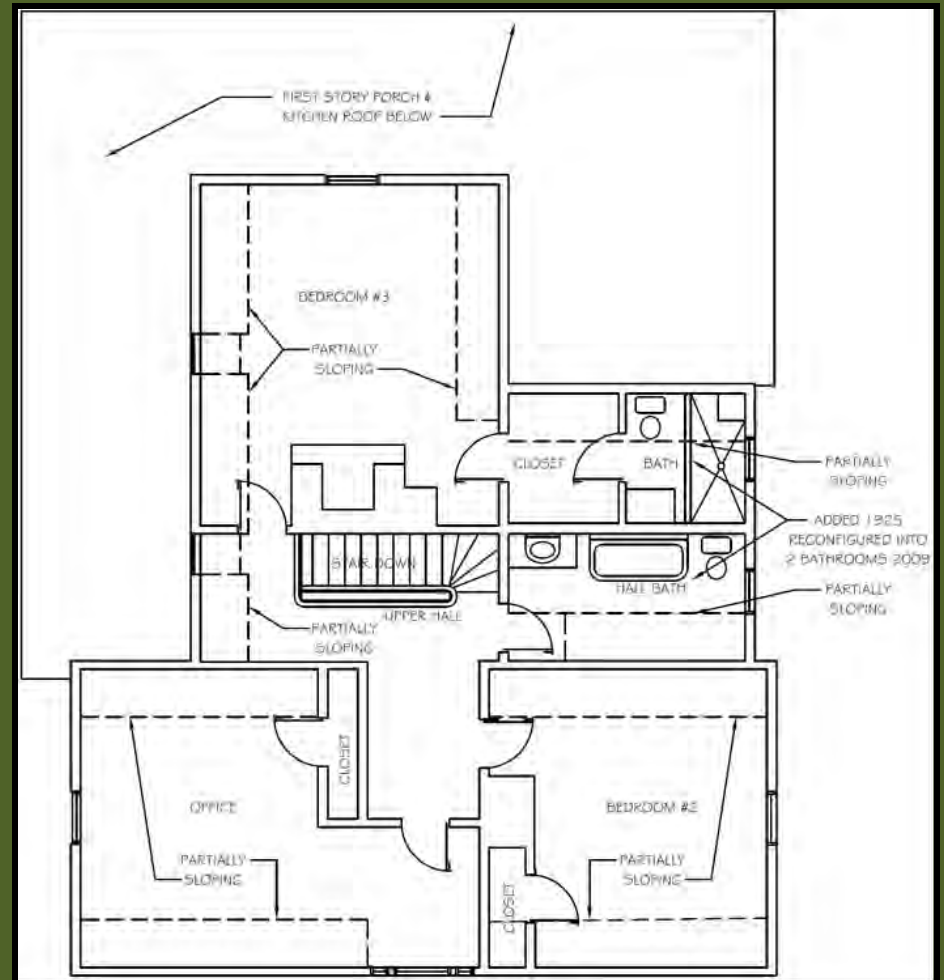 FIRST STORY PORCH &
KITCHEN ROOF BELOW
BEDROOM #3
PARTIALLY
SLOPING
CLOSET
BATH
PARTIALLY
SLOPING
ADDED 1925
RECONFIGURED INTO
2 BATHROOMS 2009
STAIR DOWN
HALL BATH
PARTIALLY
SLOPING
UPPER HALL
PARTIALLY
SLOPING
CLOSET
OFFICE
BEDROOM #2
PARTIALLY
SLOPING
PARTIALLY
SLOPING
CLOSET